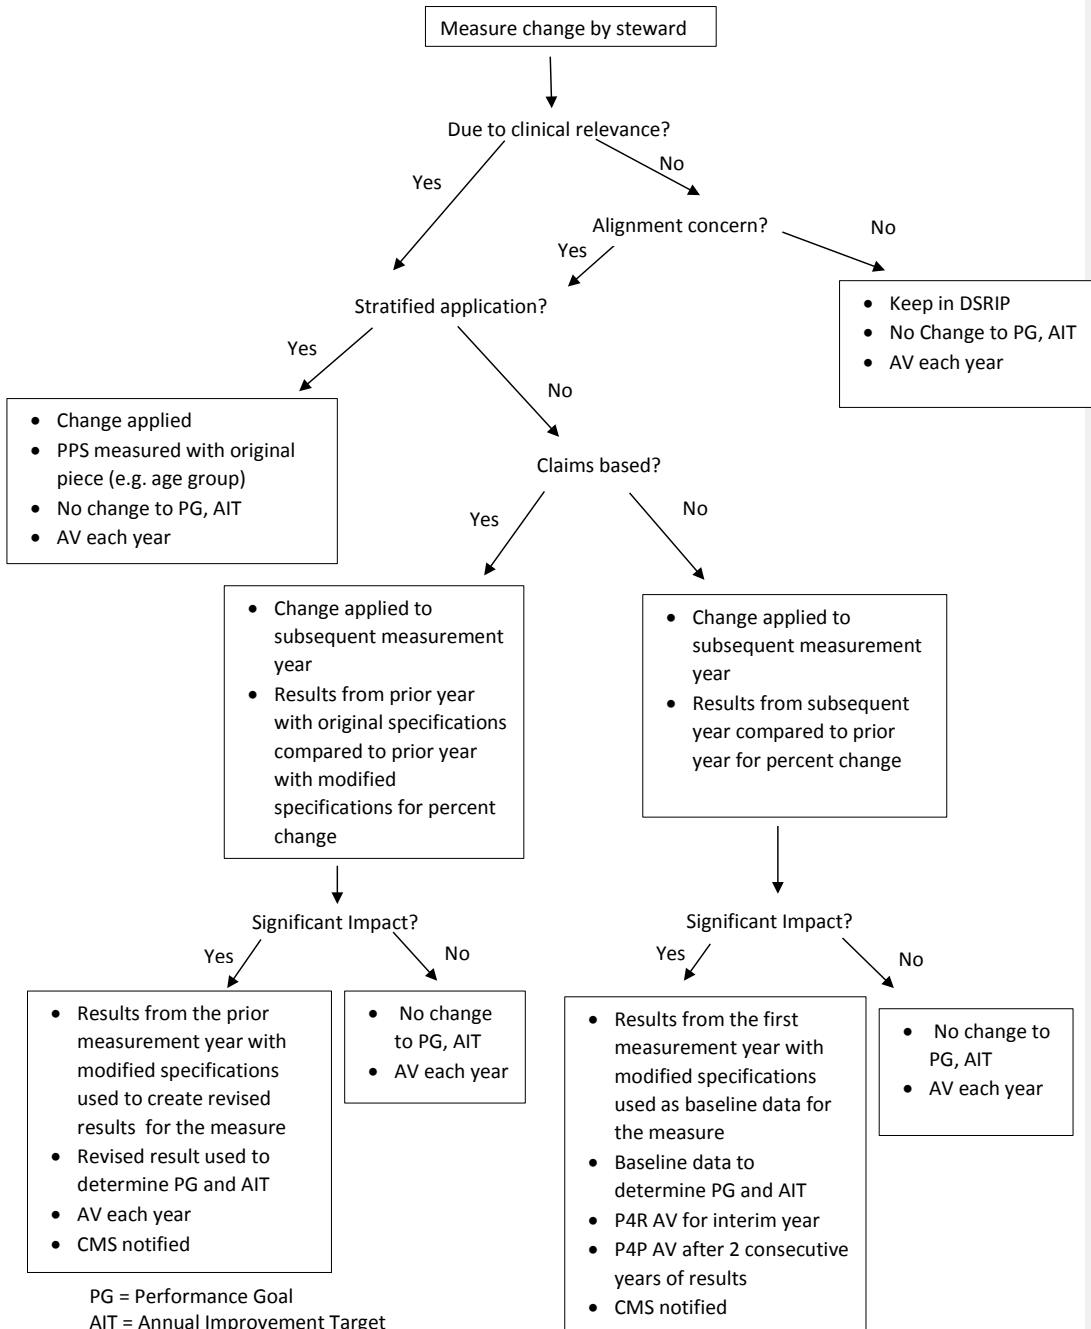 Measure change by steward
Due to clinical relevance?
Yes
No
Alignment concern?
Yes
No
Stratified application?
• Keep in DSRIP
• No Change to PG, AIT
• AV each year
Yes
No
• Change applied
• PPS measured with original
piece (e.g. age group)
• No change to PG, AIT
• AV each year
Claims based?
Yes
No
• Change applied to
subsequent measurement
year
• Results from prior year
with original specifications
compared to prior year
with modified
specifications for percent
change
• Change applied to
subsequent measurement
year
• Results from subsequent
year compared to prior
year for percent change
Significant Impact?
Yes
No
Significant Impact?
Yes
No
• Results from the prior
measurement year with
modified specifications
used to create revised
results for the measure
• Revised result used to
determine PG and AIT
• AV each year
• CMS notified
• No change
to PG, AIT
• AV each year
• Results from the first
measurement year with
modified specifications
used as baseline data for
the measure
• Baseline data to
determine PG and AIT
• P4R AV for interim year
• P4P AV after 2 consecutive
years of results
• CMS notified
• No change to
PG, AIT
• AV each year
PG = Performance Goal
AIT = Annual Improvement Target